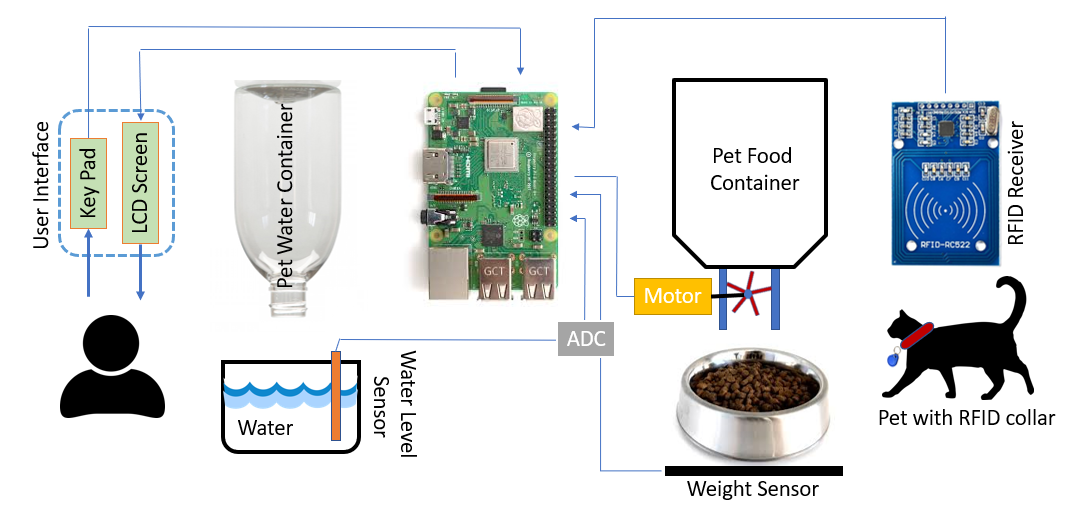 User Interface
Key Pad
LCD Screen
Pet Water Container
HDMI
GCT
GCT
Pet Food
Container
Motor
RFID-RC522
RFID Receiver
ADC
Water Level
Sensor
Water
Pet with RFID collar
Weight Sensor